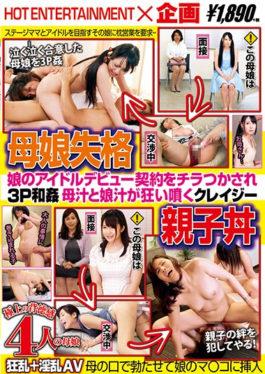 HOT ENTERTAINMENT×企画 ¥1,890
ステージママとアイドルを目指すその娘に枕営業を要求…
泣く泣く合意した
母娘を3P姦
面接
！この母娘は
交渉中
母娘失格
娘のアイドルデビュー契約をチラつかされ
3P和姦 母汁と娘汁が狂い噴くクレイジー
親子丼
面接
！この母娘は
交渉中
4人の母娘
親子の絆を
犯してやる！
狂乱+淫乱AV 母の口で勃たせて娘のマ〇コに挿入